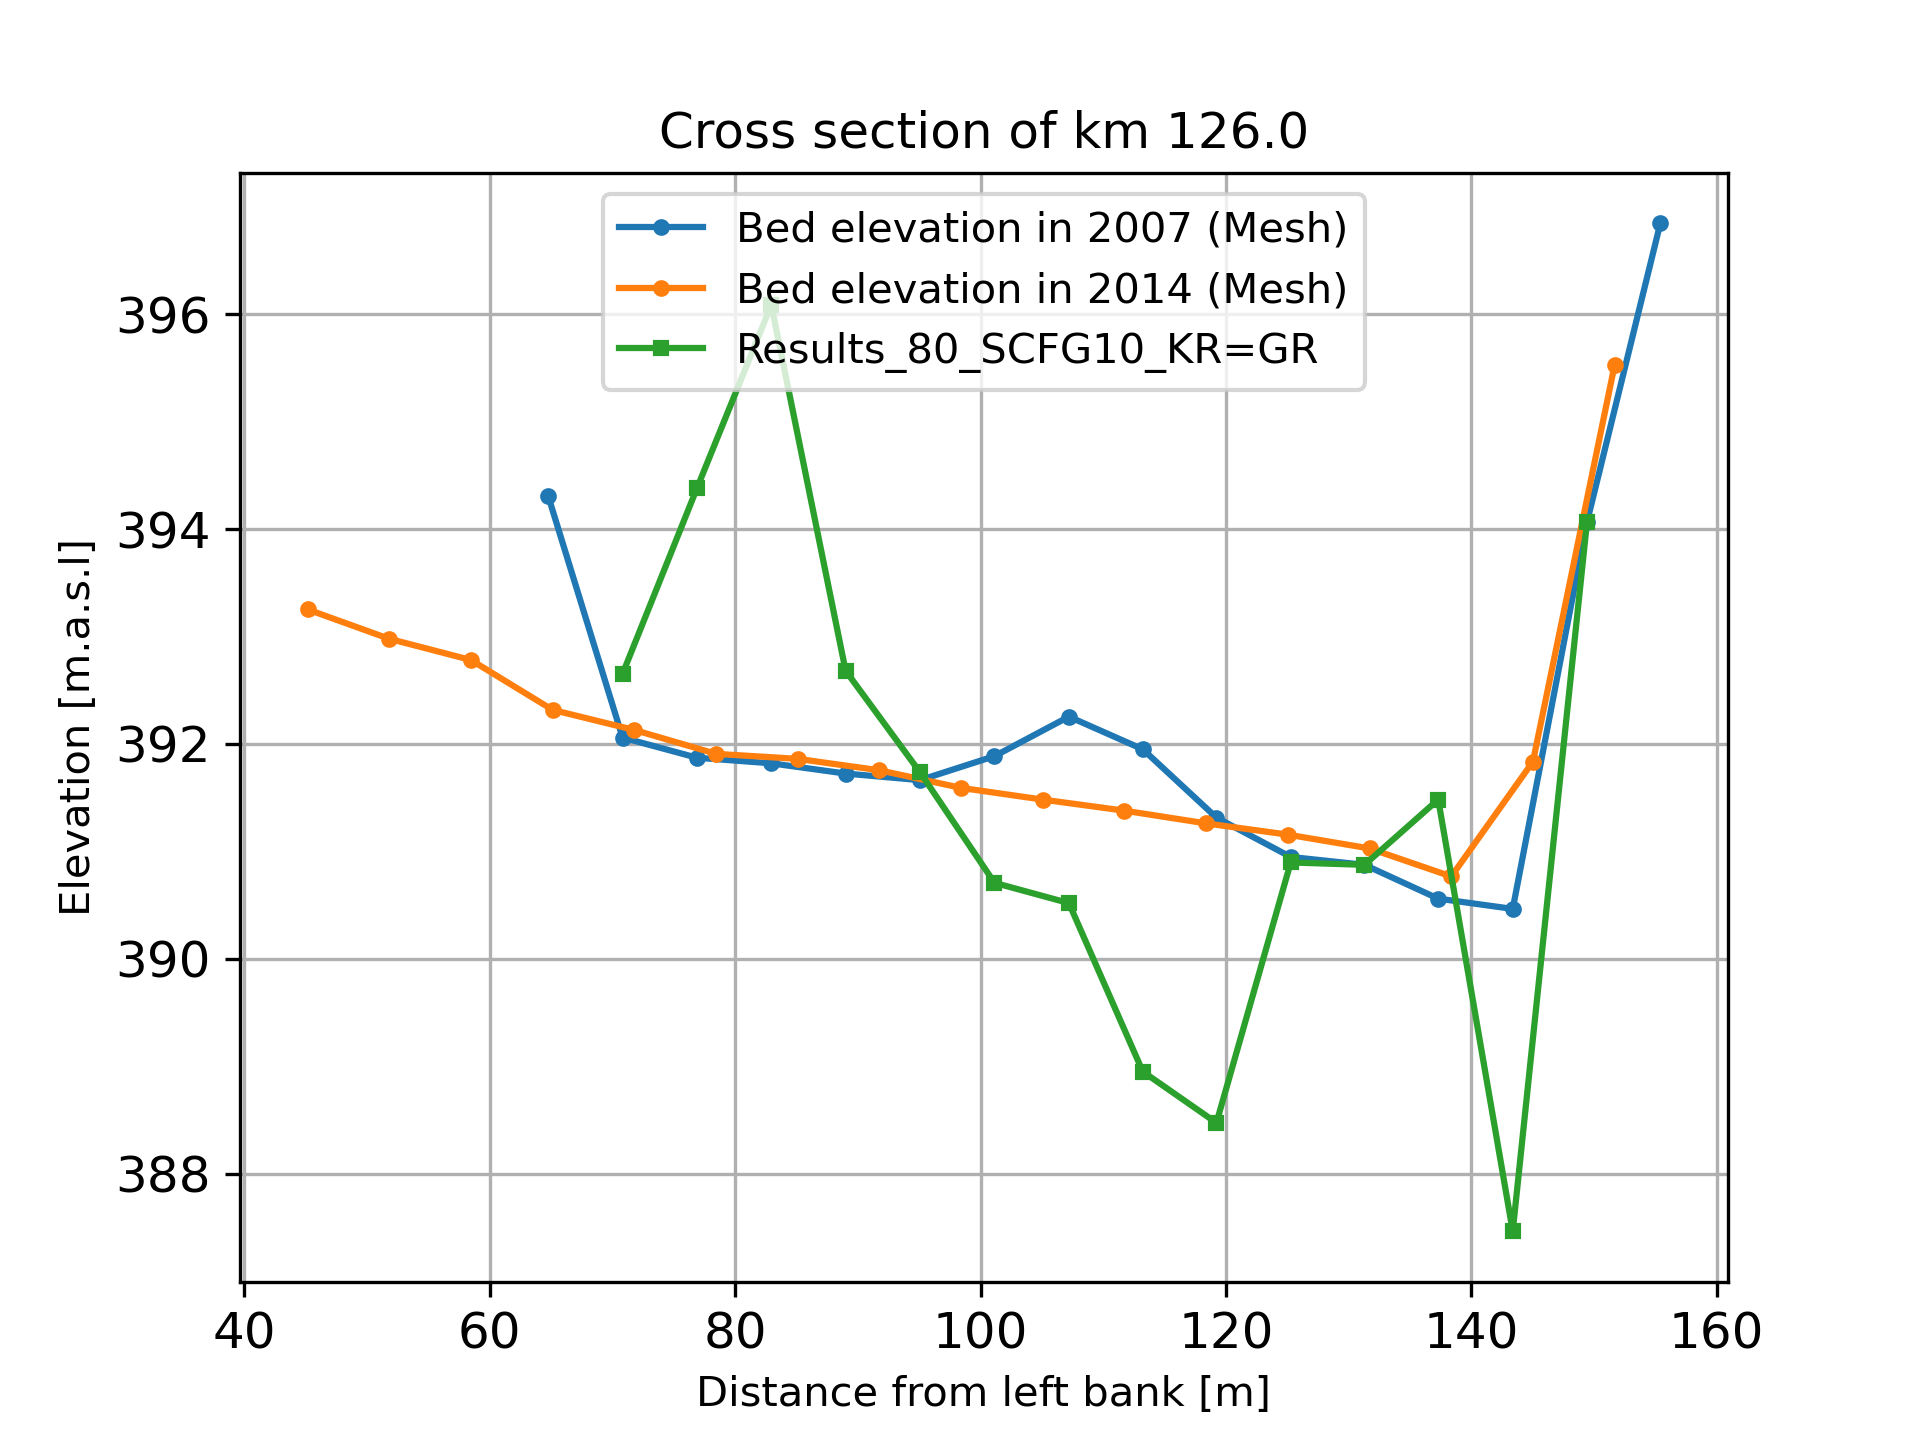 Cross section of km 126.0
Bed elevation in 2007 (Mesh)
Bed elevation in 2014 (Mesh)
Results_80_SCFG10_KR=GR
396
394
392
390
388
Elevation [m.a.s.l]
40 60 80 100 120 140 160
Distance from left bank [m]